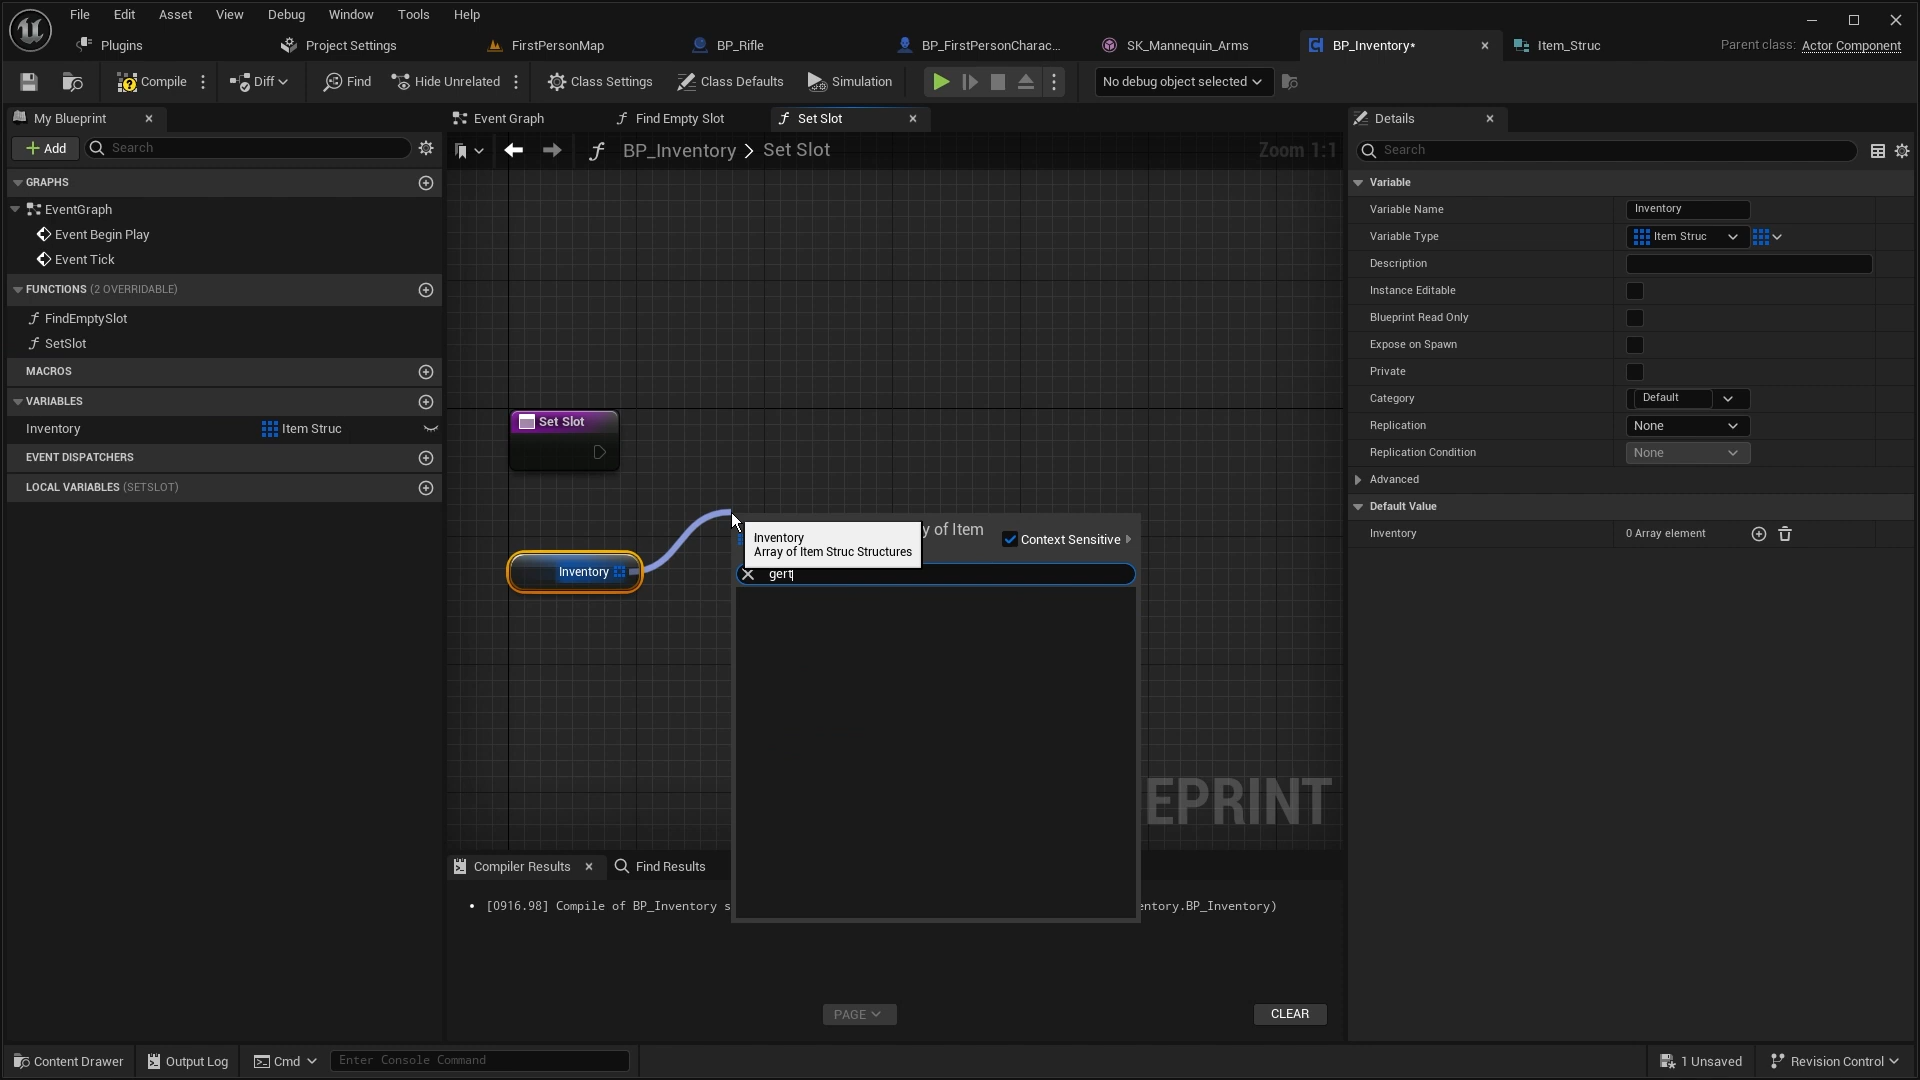 File Edit Asset View Debug Window Tools Help
Plugins Project Settings FirstPersonMap BP_Rifle BP_FirstPersonCharac... SK_Mannequin_Arms BP_Inventory* Item_Struc Parent class: Actor Component
Compile Diff Find Hide Unrelated Class Settings Class Defaults Simulation No debug object selected
My Blueprint
Add Search
GRAPHS
EventGraph
Event Begin Play
Event Tick
FUNCTIONS (2 OVERRIDABLE)
FindEmptySlot
SetSlot
MACROS
VARIABLES
Inventory Item Struc
EVENT DISPATCHERS
LOCAL VARIABLES (SETSLOT)
Event Graph Find Empty Slot Set Slot
BP_Inventory > Set Slot Zoom 1:1
Set Slot
Inventory
y of Item
Context Sensitive
Inventory
Array of Item Struc Structures
gert
EPRINT
Compiler Results Find Results
[0916.98] Compile of BP_Inventory s entory.BP_Inventory)
PAGE CLEAR
Details
Search
Variable
Variable Name Inventory
Variable Type Item Struc
Description
Instance Editable
Blueprint Read Only
Expose on Spawn
Private
Category Default
Replication None
Replication Condition None
Advanced
Default Value
Inventory 0 Array element
Content Drawer Output Log Cmd Enter Console Command 1 Unsaved Revision Control